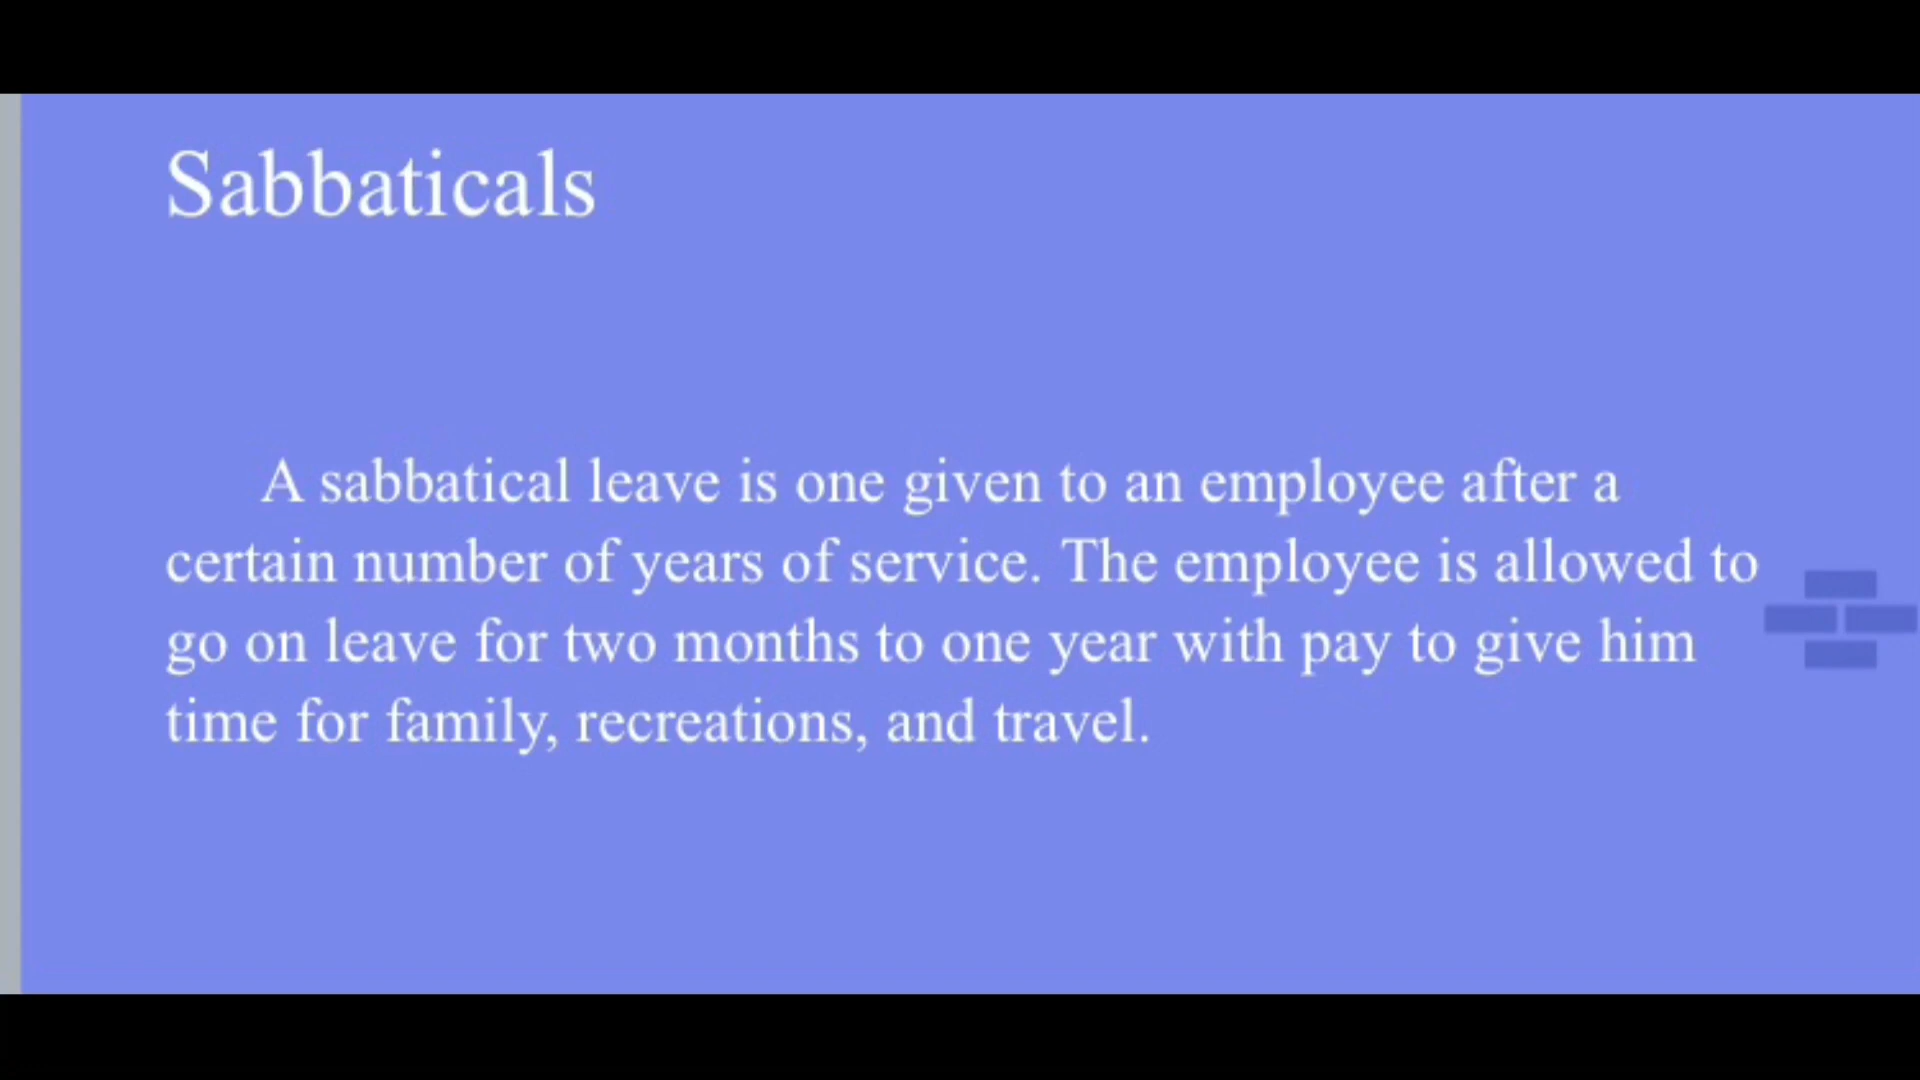 Sabbaticals
A sabbatical leave is one given to an employee after a
certain number of years of service. The employee is allowed to
go on leave for two months to one year with pay to give him
time for family, recreations, and travel.